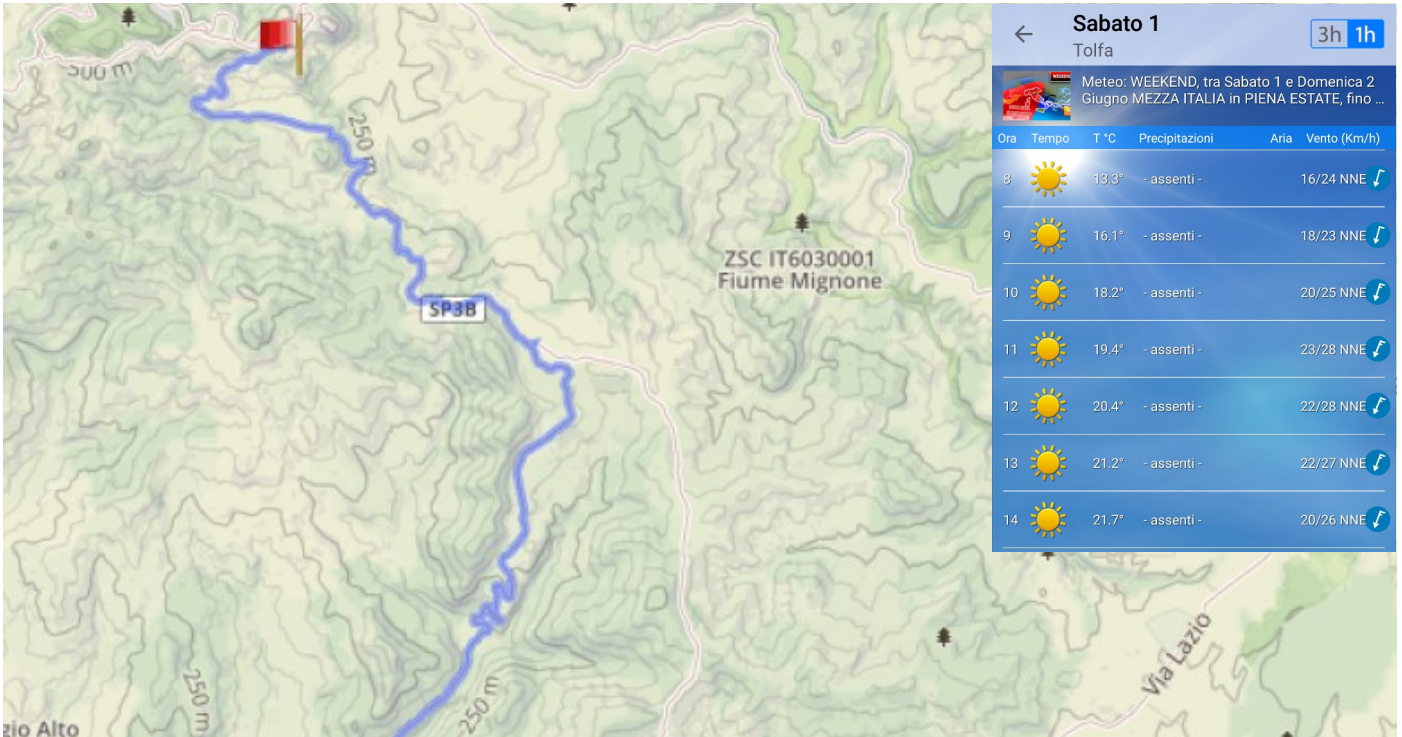 500 m
250 m
SP3B
ZSC IT6030001
Fiume Mignone
250 m
250 m
Via Lazio
zio Alto
Sabato 1
Tolfa
3h 1h
WEEKEND
Meteo: WEEKEND, tra Sabato 1 e Domenica 2
Giugno MEZZA ITALIA in PIENA ESTATE, fino ...
Ora Tempo T °C Precipitazioni Aria Vento (Km/h)
8 13.3° - assenti - 16/24 NNE
9 16.1° - assenti - 18/23 NNE
10 18.2° - assenti - 20/25 NNE
11 19.4° - assenti - 23/28 NNE
12 20.4° - assenti - 22/28 NNE
13 21.2° - assenti - 22/27 NNE
14 21.7° - assenti - 20/26 NNE